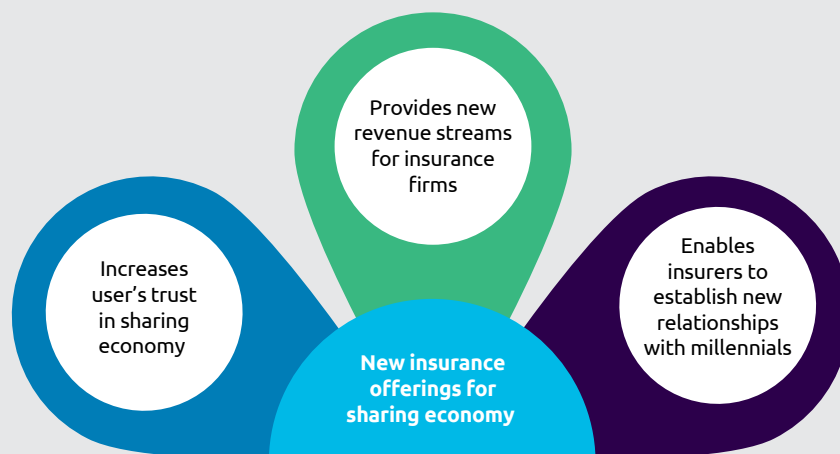 Provides new
revenue streams
for insurance
firms
Increases
user’s trust
in sharing
economy
Enables
insurers to
establish new
relationships
with millennials
New insurance
offerings for
sharing economy